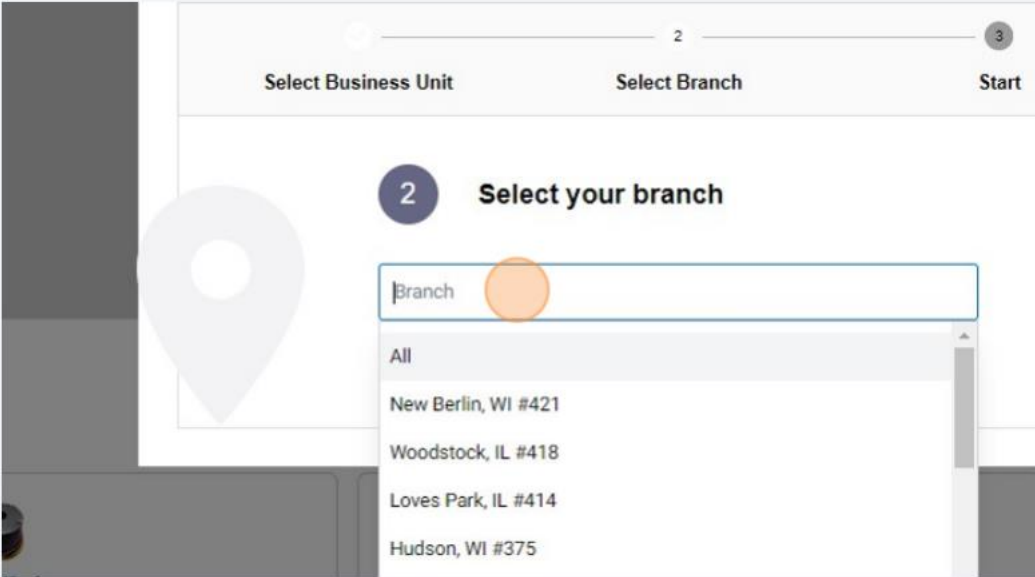 2
3
Select Business Unit
Select Branch
Start
2
Select your branch
Branch
All
New Berlin, WI #421
Woodstock, IL #418
Loves Park, IL #414
Hudson, WI #375